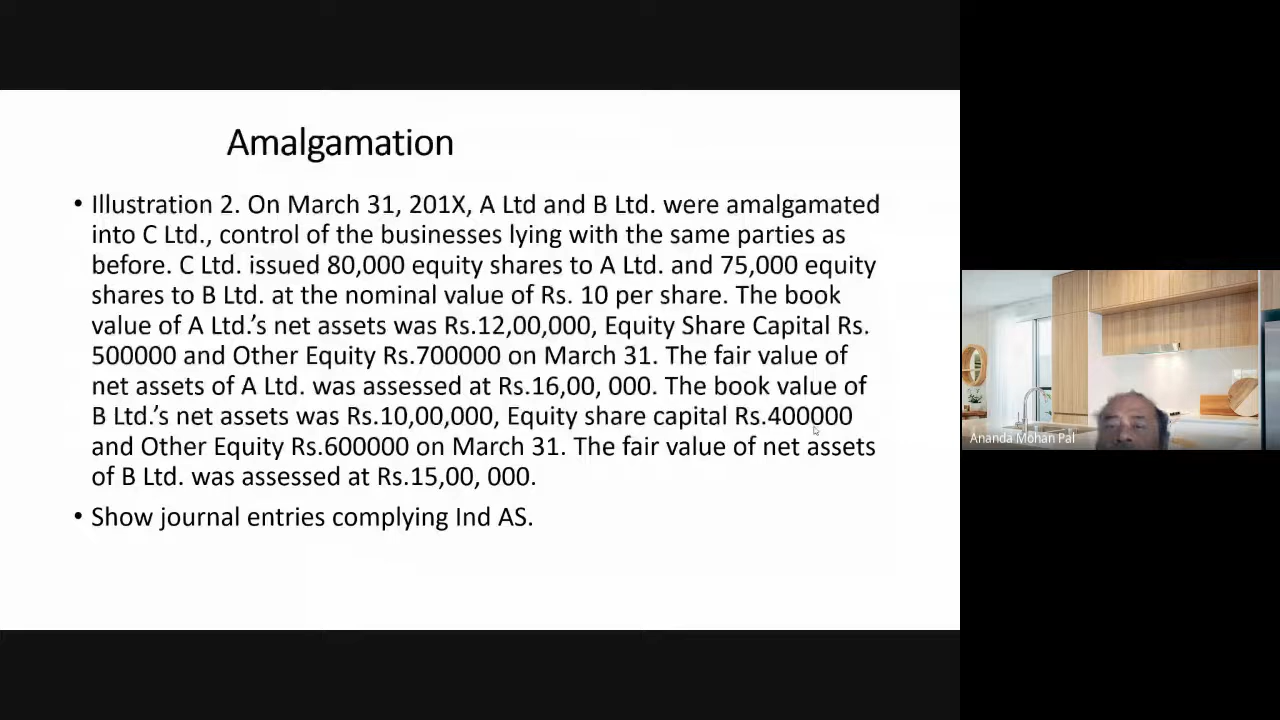 Amalgamation
• Illustration 2. On March 31, 201X, A Ltd and B Ltd. were amalgamated
into C Ltd., control of the businesses lying with the same parties as
before. C Ltd. issued 80,000 equity shares to A Ltd. and 75,000 equity
shares to B Ltd. at the nominal value of Rs. 10 per share. The book
value of A Ltd.’s net assets was Rs.12,00,000, Equity Share Capital Rs.
500000 and Other Equity Rs.700000 on March 31. The fair value of
net assets of A Ltd. was assessed at Rs.16,00, 000. The book value of
B Ltd.’s net assets was Rs.10,00,000, Equity share capital Rs.400000
and Other Equity Rs.600000 on March 31. The fair value of net assets
of B Ltd. was assessed at Rs.15,00, 000.
• Show journal entries complying Ind AS.
Ananda Mohan Pal